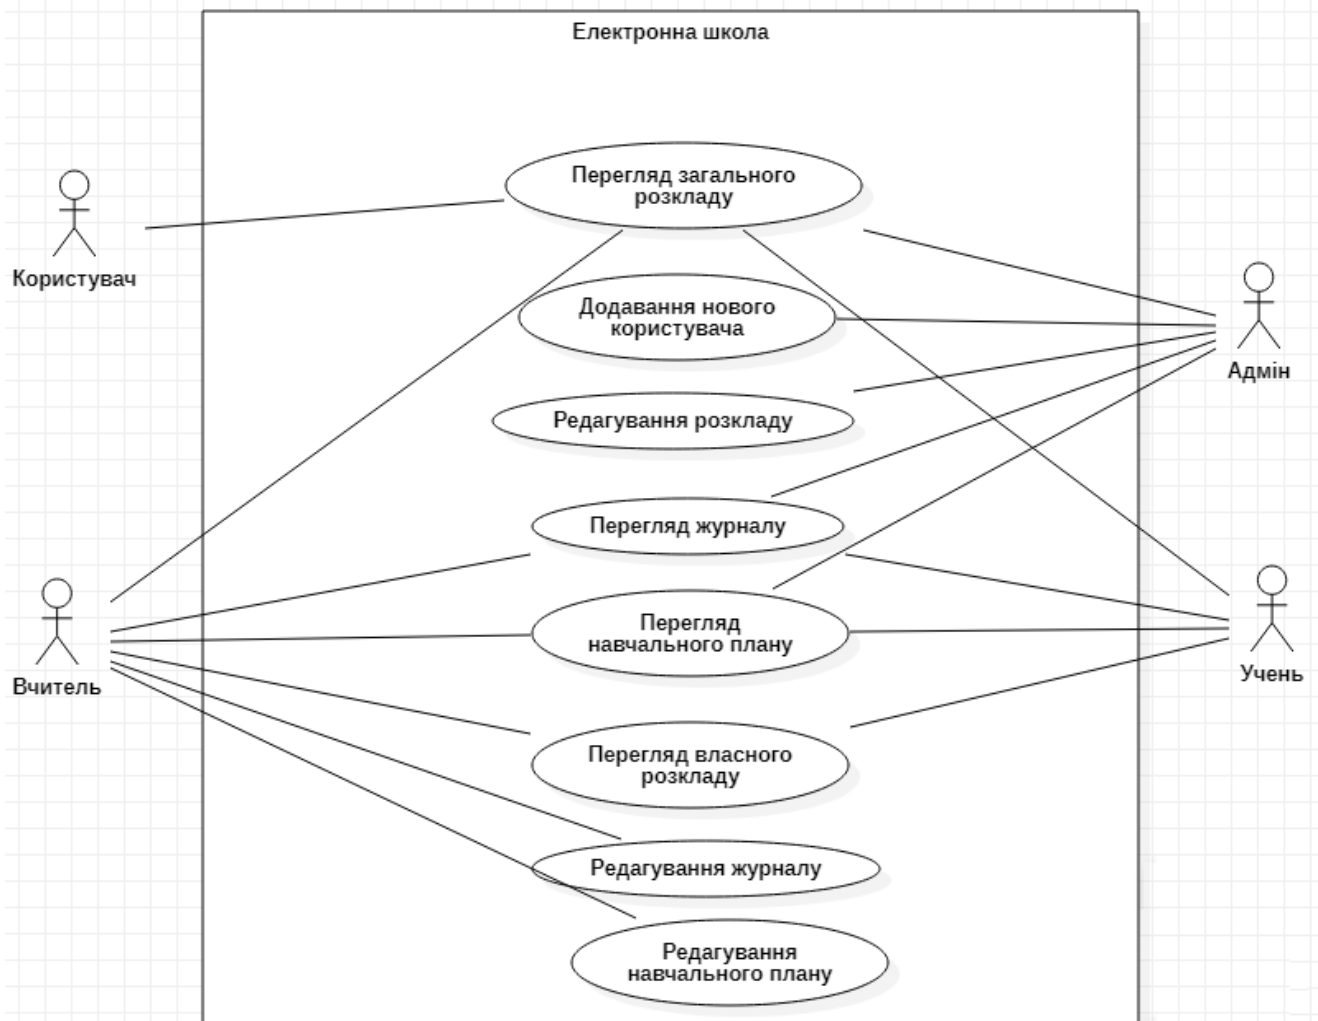 Електронна школа
Перегляд загального
розкладу
Користувач
Додавання нового
користувача
Адмін
Редагування розкладу
Перегляд журналу
Перегляд
навчального плану
Вчитель
Учень
Перегляд власного
розкладу
Редагування журналу
Редагування
навчального плану